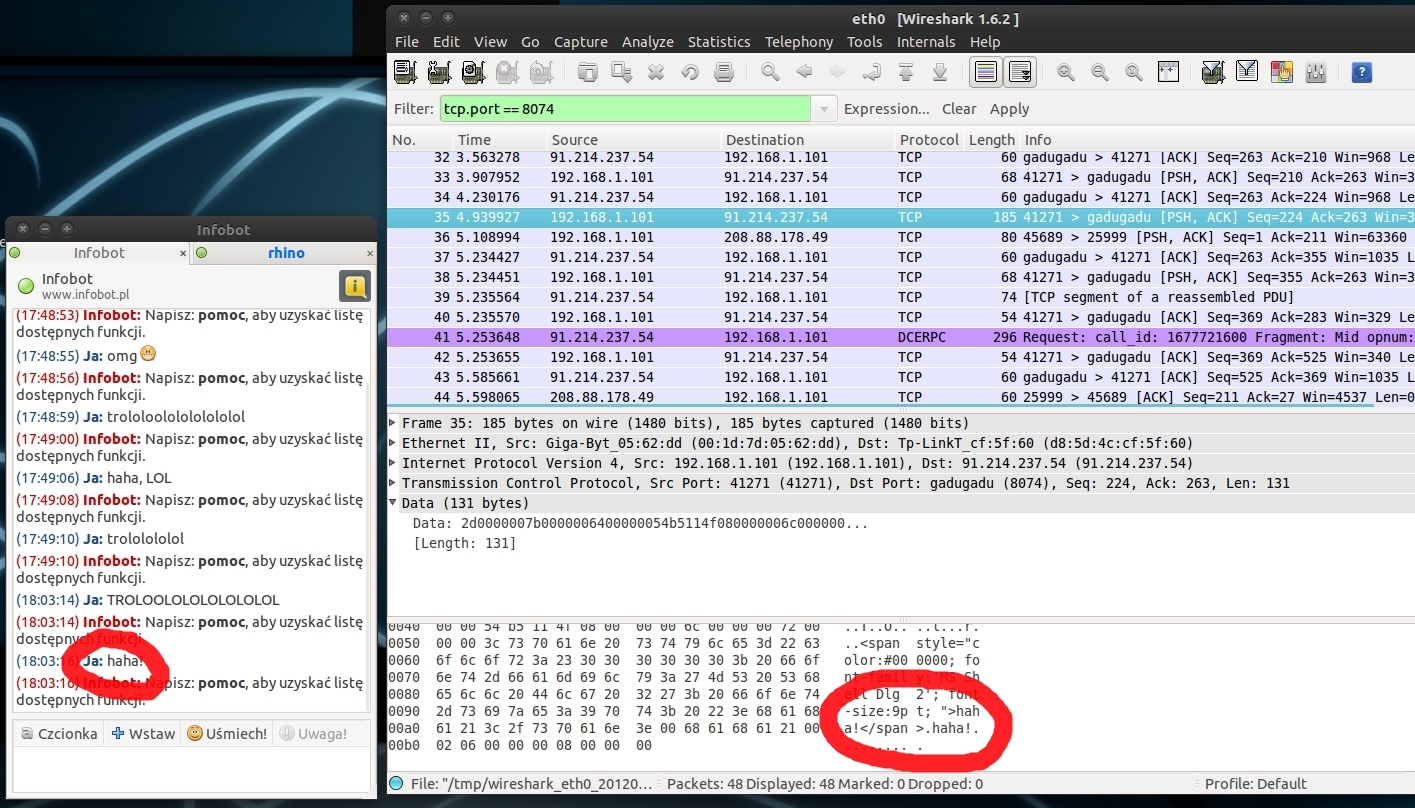 Infobot
Infobot
rhino
Infobot
www.infobot.pl
(17:48:53) Infobot: Napisz: pomoc, aby uzyskać listę
dostępnych funkcji.
(17:48:55) Ja: omg
(17:48:56) Infobot: Napisz: pomoc, aby uzyskać listę
dostępnych funkcji.
(17:48:59) Ja: trololoolololololol
(17:49:00) Infobot: Napisz: pomoc, aby uzyskać listę
dostępnych funkcji.
(17:49:06) Ja: haha, LOL
(17:49:08) Infobot: Napisz: pomoc, aby uzyskać listę
dostępnych funkcji.
(17:49:10) Ja: trolololol
(17:49:10) Infobot: Napisz: pomoc, aby uzyskać listę
dostępnych funkcji.
(18:03:14) Ja: TROLOOLOLOLOLOLOLOL
(18:03:14) Infobot: Napisz: pomoc, aby uzyskać listę
dostępnych funkcji.
(18:03:16) Ja: haha!
(18:03:16) Infobot: Napisz: pomoc, aby uzyskać listę
dostępnych funkcji.
Czcionka Wstaw Uśmiech! Uwaga!
eth0 [Wireshark 1.6.2 ]
File Edit View Go Capture Analyze Statistics Telephony Tools Internals Help
Filter: tcp.port == 8074 Expression... Clear Apply
No. Time Source Destination Protocol Length Info
32 3.563278 91.214.237.54 192.168.1.101 TCP 60 gadugadu > 41271 [ACK] Seq=263 Ack=210 Win=968 Le
33 3.907952 192.168.1.101 91.214.237.54 TCP 68 41271 > gadugadu [PSH, ACK] Seq=210 Ack=263 Win=3
34 4.230176 91.214.237.54 192.168.1.101 TCP 60 gadugadu > 41271 [ACK] Seq=263 Ack=224 Win=968 Le
35 4.939927 192.168.1.101 91.214.237.54 TCP 185 41271 > gadugadu [PSH, ACK] Seq=224 Ack=263 Win=3
36 5.108994 192.168.1.101 208.88.178.49 TCP 80 45689 > 25999 [PSH, ACK] Seq=1 Ack=211 Win=63360
37 5.234427 91.214.237.54 192.168.1.101 TCP 60 gadugadu > 41271 [ACK] Seq=263 Ack=355 Win=1035 L
38 5.234451 192.168.1.101 91.214.237.54 TCP 68 41271 > gadugadu [PSH, ACK] Seq=355 Ack=263 Win=3
39 5.235564 91.214.237.54 192.168.1.101 TCP 74 [TCP segment of a reassembled PDU]
40 5.235570 192.168.1.101 91.214.237.54 TCP 54 41271 > gadugadu [ACK] Seq=369 Ack=283 Win=329 Le
41 5.253648 91.214.237.54 192.168.1.101 DCERPC 296 Request: call_id: 1677721600 Fragment: Mid opnum:
42 5.253655 192.168.1.101 91.214.237.54 TCP 54 41271 > gadugadu [ACK] Seq=369 Ack=525 Win=340 Le
43 5.585661 91.214.237.54 192.168.1.101 TCP 60 gadugadu > 41271 [ACK] Seq=525 Ack=369 Win=1035 L
44 5.598065 208.88.178.49 192.168.1.101 TCP 60 25999 > 45689 [ACK] Seq=211 Ack=27 Win=4537 Len=0
Frame 35: 185 bytes on wire (1480 bits), 185 bytes captured (1480 bits)
Ethernet II, Src: Giga-Byt_05:62:dd (00:1d:7d:05:62:dd), Dst: Tp-LinkT_cf:5f:60 (d8:5d:4c:cf:5f:60)
Internet Protocol Version 4, Src: 192.168.1.101 (192.168.1.101), Dst: 91.214.237.54 (91.214.237.54)
Transmission Control Protocol, Src Port: 41271 (41271), Dst Port: gadugadu (8074), Seq: 224, Ack: 263, Len: 131
Data (131 bytes)
Data: 2d0000007b0000006400000054b5114f080000006c000000...
[Length: 131]
0040 00 00 54 b5 11 4f 08 00 00 00 6c 00 00 00 72 00 ..T..O.. ..l...r.
0050 00 00 3c 73 70 61 6e 20 73 74 79 6c 65 3d 22 63 ..<span style="c
0060 6f 6c 6f 72 3a 23 30 30 30 30 30 30 3b 20 66 6f olor:#00 0000; fo
0070 6e 74 2d 66 61 6d 69 6c 79 3a 27 4d 53 20 53 68 nt-famil y:'MS Sh
0080 65 6c 6c 20 44 6c 67 20 32 27 3b 20 66 6f 6e 74 ell Dlg 2'; font
0090 2d 73 69 7a 65 3a 39 70 74 3b 20 22 3e 68 61 68 -size:9p t; ">hah
00a0 61 21 3c 2f 73 70 61 6e 3e 00 68 61 68 61 21 00 a!</span >.haha!.
00b0 02 06 00 00 00 08 00 00 00 ........ .
File: "/tmp/wireshark_eth0_20120... Packets: 48 Displayed: 48 Marked: 0 Dropped: 0 Profile: Default